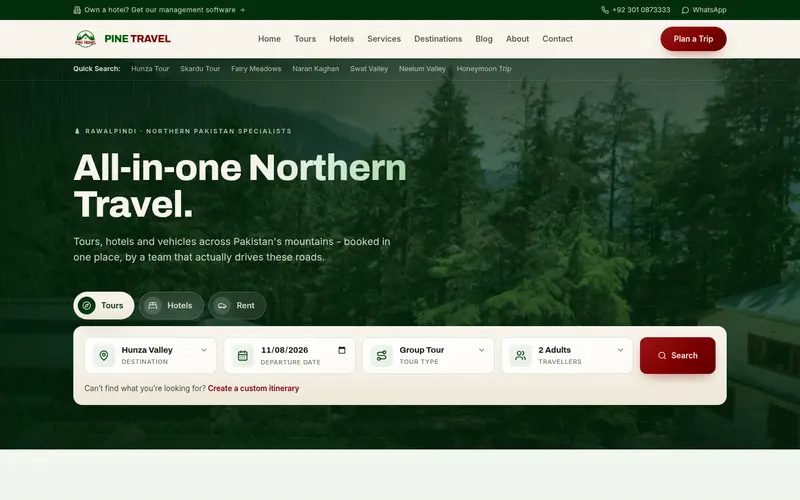 Own a hotel? Get our management software →
+92 301 0873333
WhatsApp
PINE TRAVEL
PINE TRAVEL
Home
Tours
Hotels
Services
Destinations
Blog
About
Contact
Plan a Trip
Quick Search:
Hunza Tour
Skardu Tour
Fairy Meadows
Naran Kaghan
Swat Valley
Neelum Valley
Honeymoon Trip
RAWALPINDI · NORTHERN PAKISTAN SPECIALISTS
All-in-one Northern
Travel.
Tours, hotels and vehicles across Pakistan's mountains - booked in
one place, by a team that actually drives these roads.
Tours
Hotels
Rent
Hunza Valley
DESTINATION
11/08/2026
DEPARTURE DATE
Group Tour
TOUR TYPE
2 Adults
TRAVELLERS
Search
Can't find what you're looking for? Create a custom itinerary